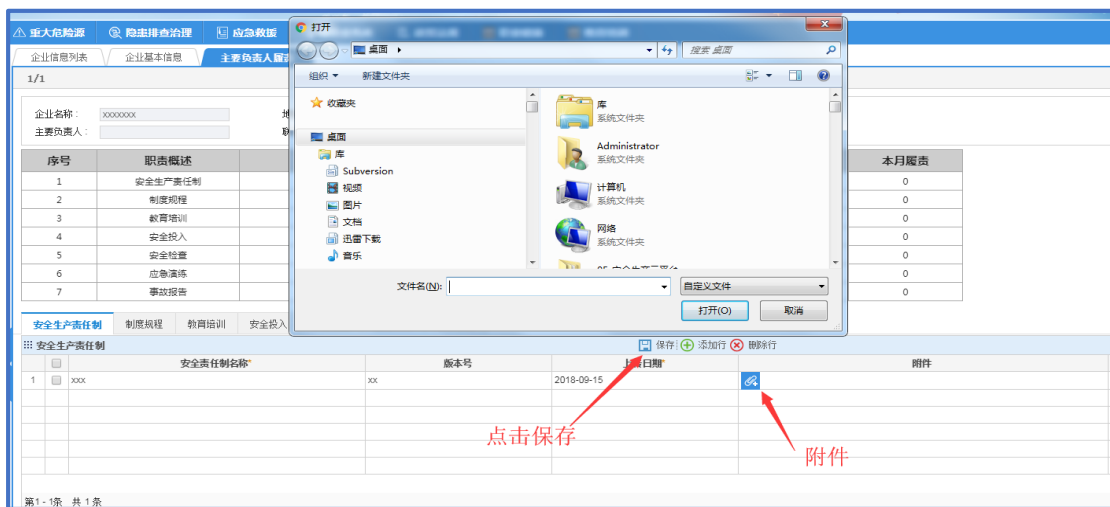 重大危险源 隐患排查治理 应急救援
企业信息列表 企业基本信息 主要负责人履责
1/1
企业名称： xxxxxxx
主要负责人：
序号 职责概述 本月履责
1 安全生产责任制 0
2 制度规程 0
3 教育培训 0
4 安全投入 0
5 安全检查 0
6 应急演练 0
7 事故报告 0
打开
桌面
搜索 桌面
组织 新建文件夹
收藏夹
桌面
库
Subversion
视频
图片
文档
迅雷下载
音乐
库
系统文件夹
Administrator
系统文件夹
计算机
系统文件夹
网络
系统文件夹
文件名(N): 自定义文件
打开(O) 取消
安全生产责任制 制度规程 教育培训 安全投入
安全生产责任制 保存 添加行 删除行
安全责任制名称* 版本号 日期* 附件
1 xxx xx 2018-09-15
点击保存
附件
第1-1条 共1条